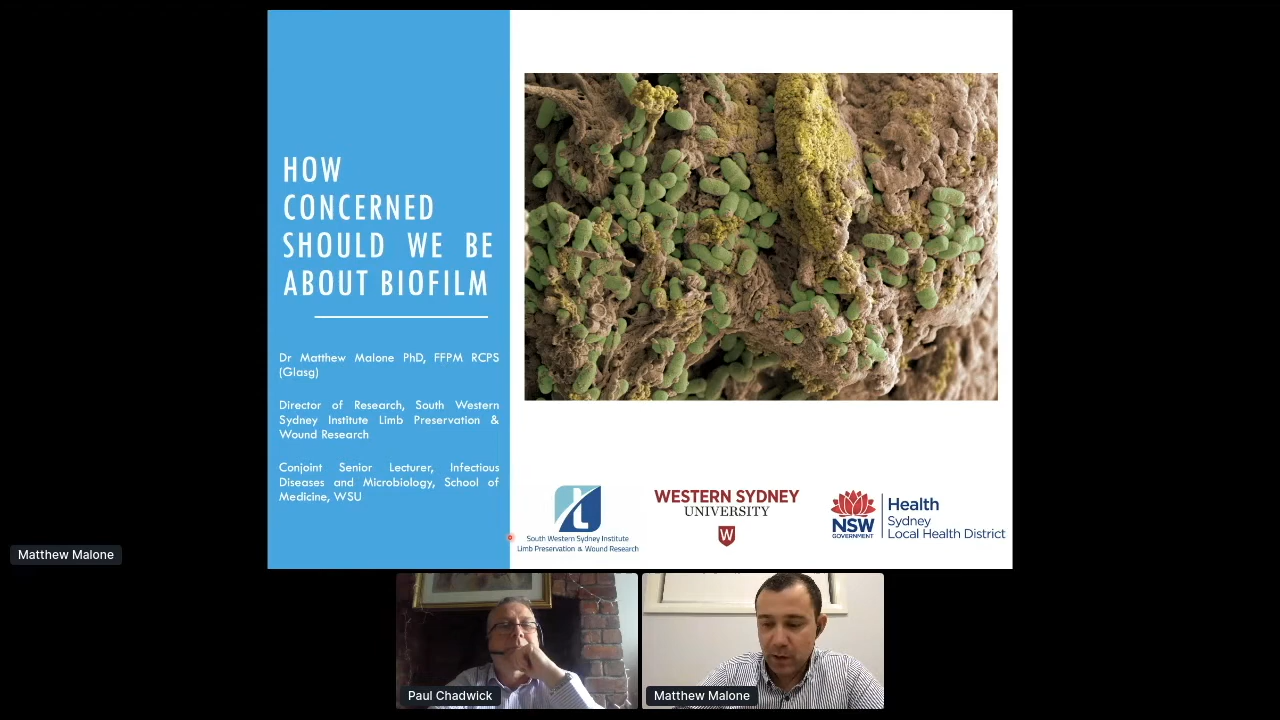 HOW
CONCERNED
SHOULD WE BE
ABOUT BIOFILM
Dr Matthew Malone PhD, FFPM RCPS
(Glasg)
Director of Research, South Western
Sydney Institute Limb Preservation &
Wound Research
Conjoint Senior Lecturer, Infectious
Diseases and Microbiology, School of
Medicine, WSU
South Western Sydney Institute
Limb Preservation & Wound Research
WESTERN SYDNEY
UNIVERSITY
W
NSW
GOVERNMENT
Health
Sydney
Local Health District
Matthew Malone
Paul Chadwick
Matthew Malone